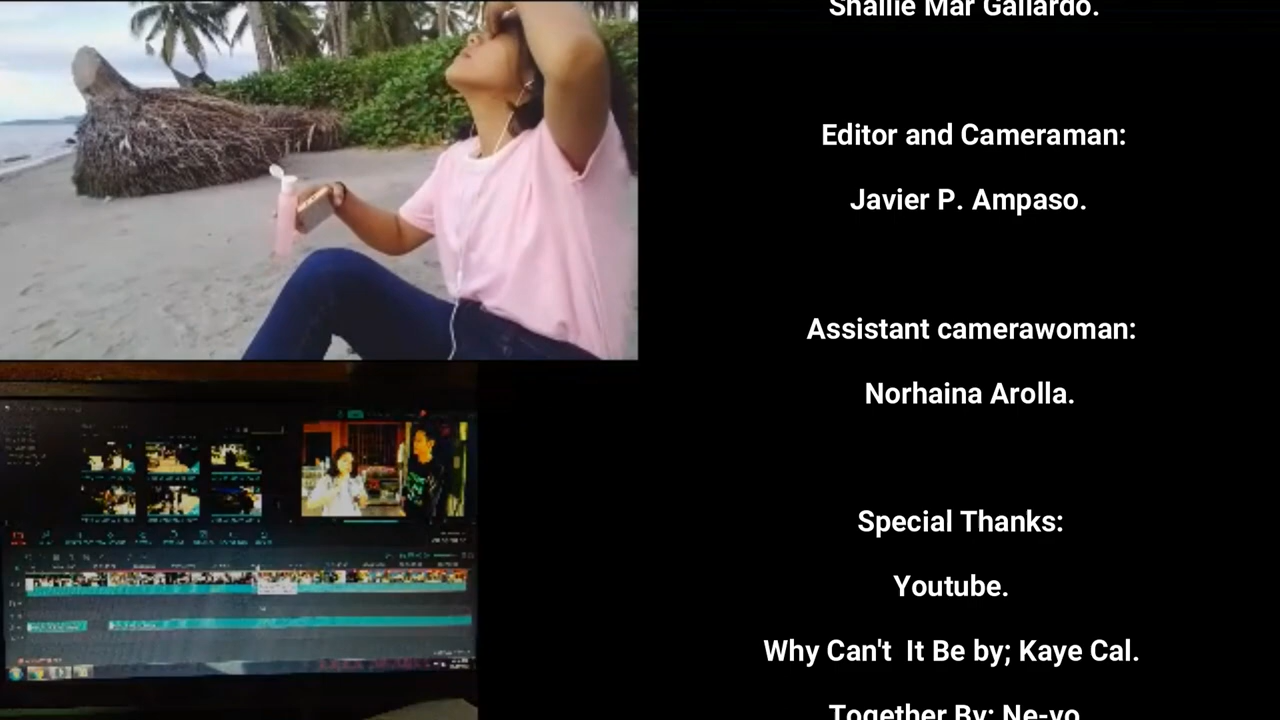 Shallie Mar Gallardo.
Editor and Cameraman:
Javier P. Ampaso.
Assistant camerawoman:
Norhaina Arolla.
Special Thanks:
Youtube.
Why Can't  It Be by; Kaye Cal.
Together By: Ne-yo